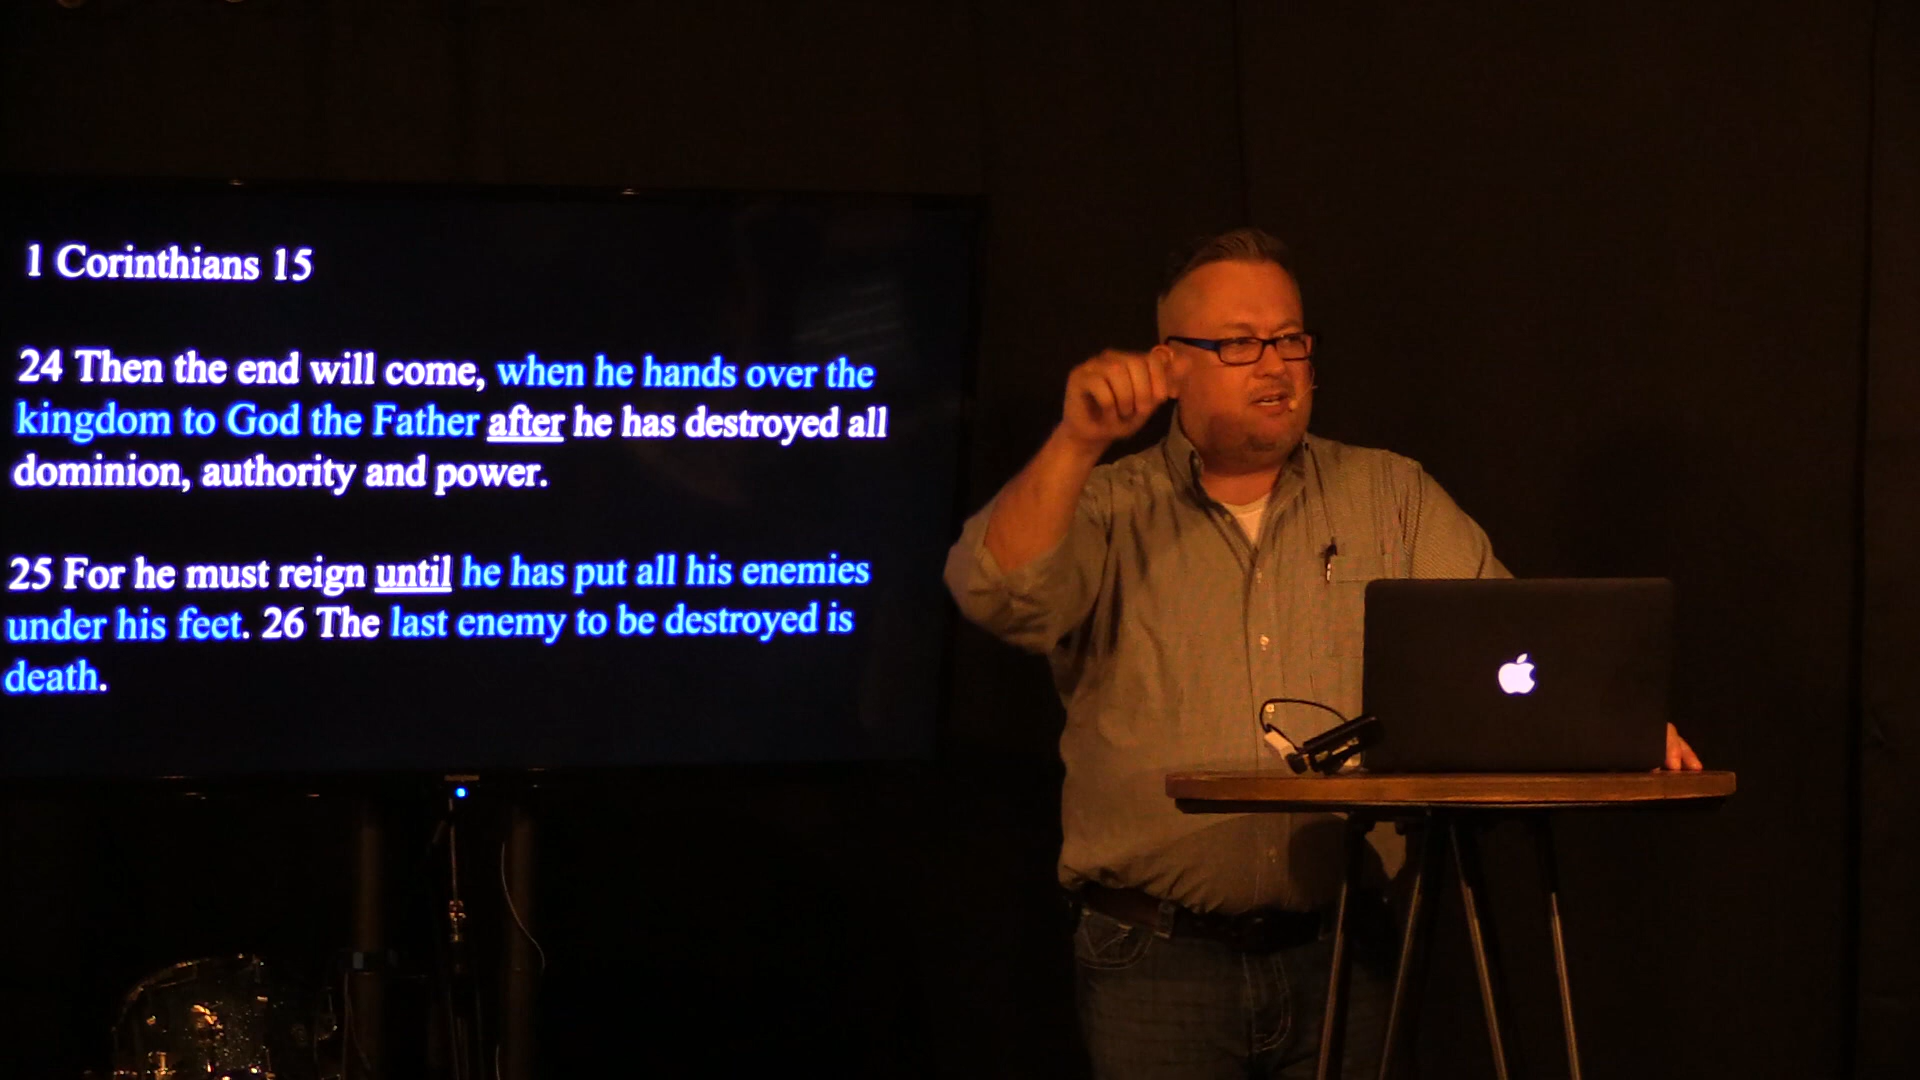 1 Corinthians 15
24 Then the end will come, when he hands over the
kingdom to God the Father after he has destroyed all
dominion, authority and power.
25 For he must reign until he has put all his enemies
under his feet. 26 The last enemy to be destroyed is
death.